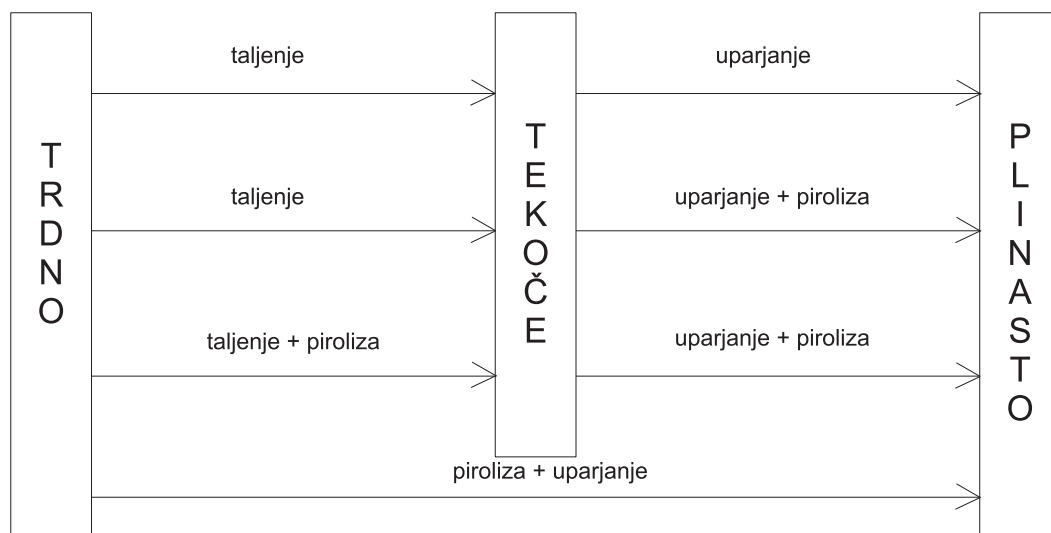 taljenje
uparjanje
TRDNO
TEKOČE
PLINASTO
taljenje
uparjanje + piroliza
taljenje + piroliza
uparjanje + piroliza
piroliza + uparjanje